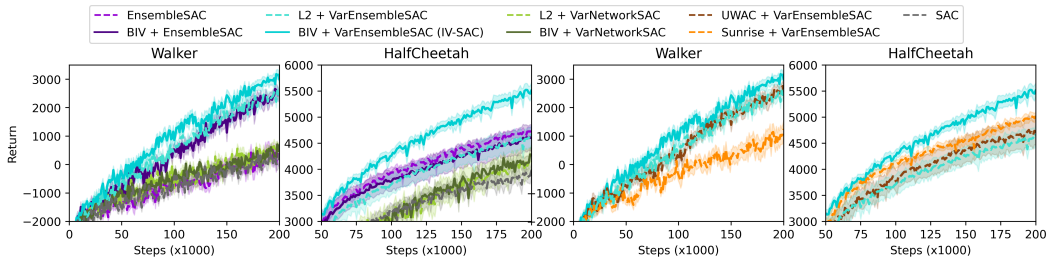 EnsembleSAC L2 + VarEnsembleSAC L2 + VarNetworkSAC UWAC + VarEnsembleSAC SAC
BIV + EnsembleSAC BIV + VarEnsembleSAC (IV-SAC) BIV + VarNetworkSAC Sunrise + VarEnsembleSAC
Walker HalfCheetah Walker HalfCheetah
Return
3000
2000
1000
0
−1000
−2000
0 50 100 150 200
Steps (x1000)
6000
5500
5000
4500
4000
3500
3000
50 75 100 125 150 175 200
Steps (x1000)
3000
2000
1000
0
−1000
−2000
0 50 100 150 200
Steps (x1000)
6000
5500
5000
4500
4000
3500
3000
50 75 100 125 150 175 200
Steps (x1000)